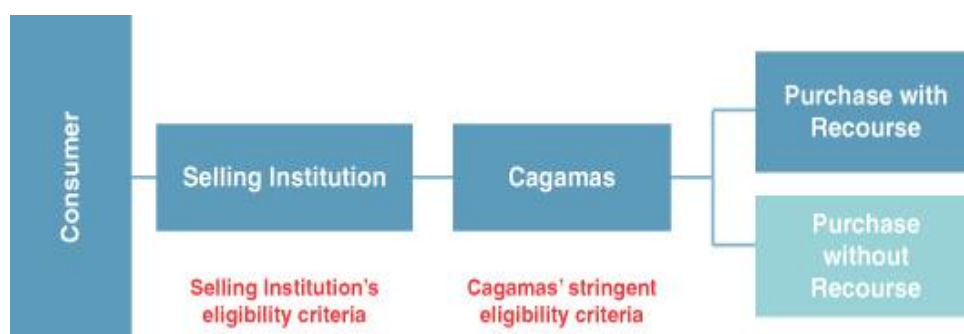 Consumer
Selling Institution
Selling Institution's
eligibility criteria
Cagamas
Cagamas' stringent
eligibility criteria
Purchase with
Recourse
Purchase
without
Recourse